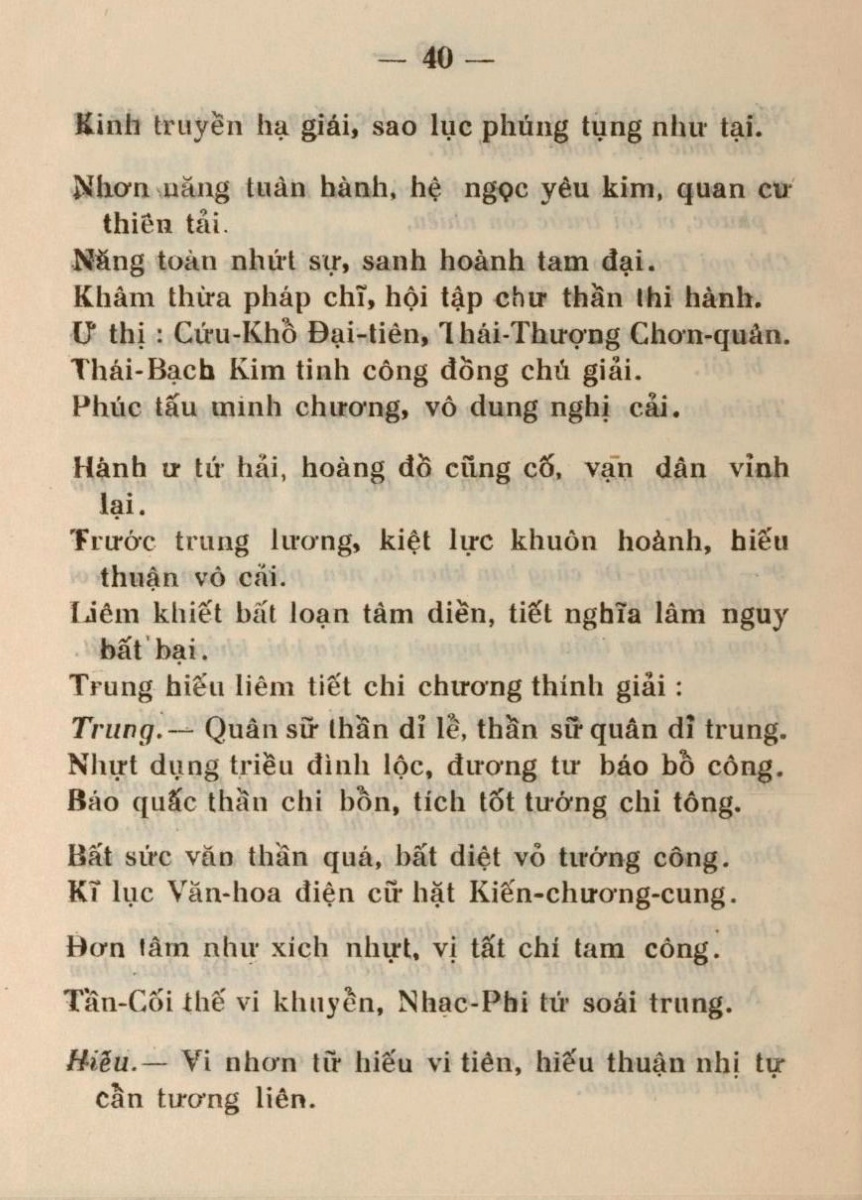 — 40 —
Kinh truyền hạ giái, sao lục phúng tụng như tại.
Nhơn năng tuân hành, hệ ngọc yêu kim, quan cư
thiên tải.
Năng toàn nhứt sự, sanh hoành tam đại.
Khâm thừa pháp chĩ, hội tập chư thần thi hành.
Ư thị : Cứu-Khổ Đại-tiên, Thái-Thượng Chơn-quân.
Thái-Bạch Kim tinh công đồng chú giải.
Phúc tấu minh chương, vô dung nghị cải.
Hành ư tứ hải, hoàng đồ cũng cố, vạn dân vỉnh
lại.
Trước trung lương, kiệt lực khuôn hoành, hiếu
thuận vô cải.
Liêm khiết bất loạn tâm diền, tiết nghĩa lâm nguy
bất bại.
Trung hiếu liêm tiết chi chương thính giải :
Trung.— Quân sữ thần dỉ lể, thần sữ quân dĩ trung.
Nhựt dụng triều đình lộc, đương tư báo bổ công.
Báo quấc thần chi bổn, tích tốt tướng chi tông.
Bất sức văn thần quá, bất diệt vỏ tướng công.
Kĩ lục Văn-hoa điện cữ hặt Kiến-chương-cung.
Đơn tâm như xích nhựt, vị tất chí tam công.
Tần-Cối thế vi khuyển, Nhạc-Phi tứ soái trung.
Hiếu.— Vi nhơn tữ hiếu vi tiên, hiếu thuận nhị tự
cần tương liên.